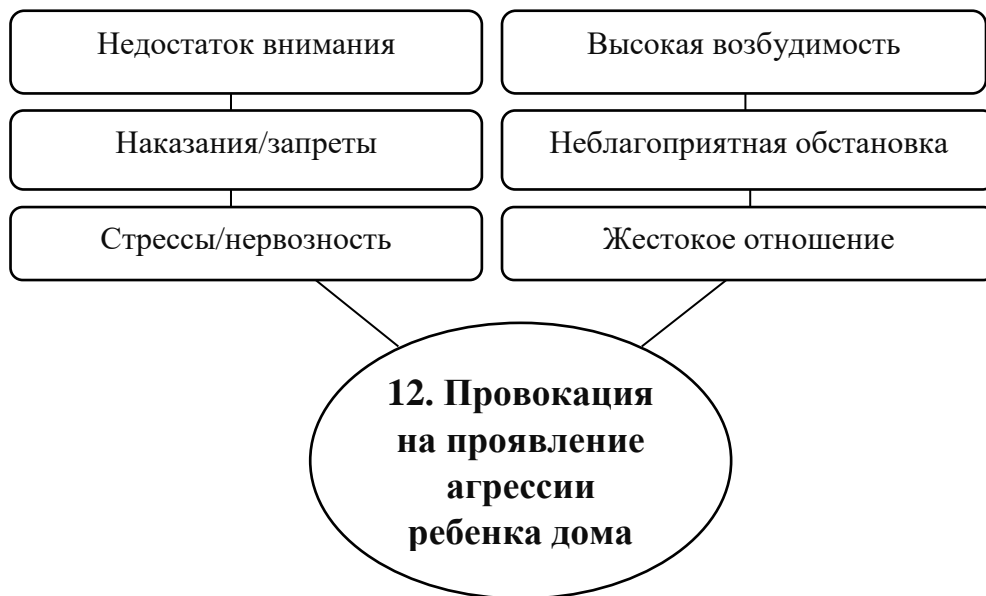 Недостаток внимания
Высокая возбудимость
Наказания/запреты
Неблагоприятная обстановка
Стрессы/нервозность
Жестокое отношение
12. Провокация
на проявление
агрессии
ребенка дома